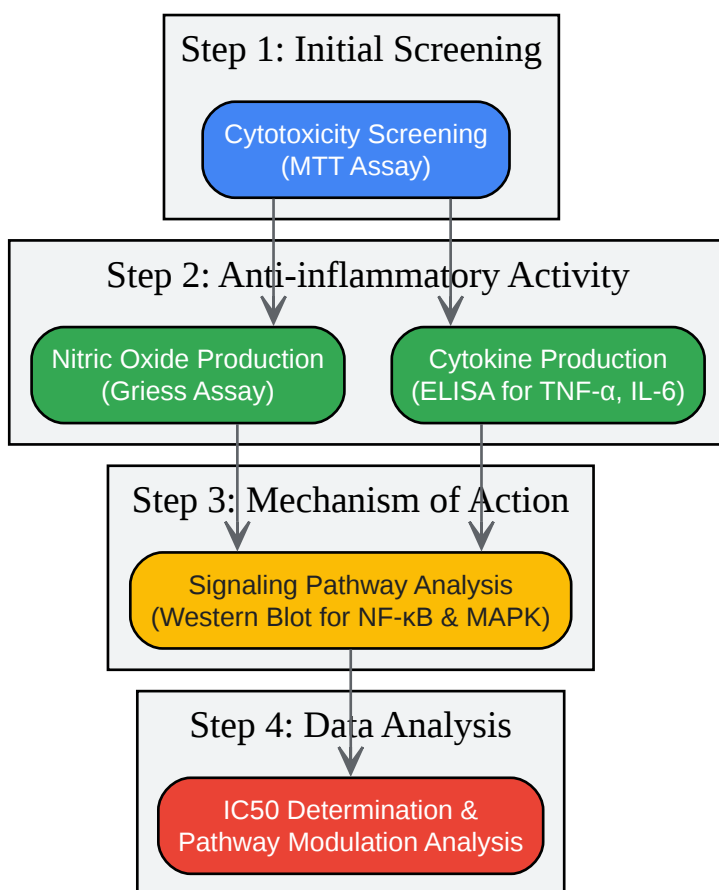 Step 1: Initial Screening
Cytotoxicity Screening
(MTT Assay)
Step 2: Anti-inflammatory Activity
Nitric Oxide Production
(Griess Assay)
Cytokine Production
(ELISA for TNF-α, IL-6)
Step 3: Mechanism of Action
Signaling Pathway Analysis
(Western Blot for NF-κB & MAPK)
Step 4: Data Analysis
IC50 Determination &
Pathway Modulation Analysis